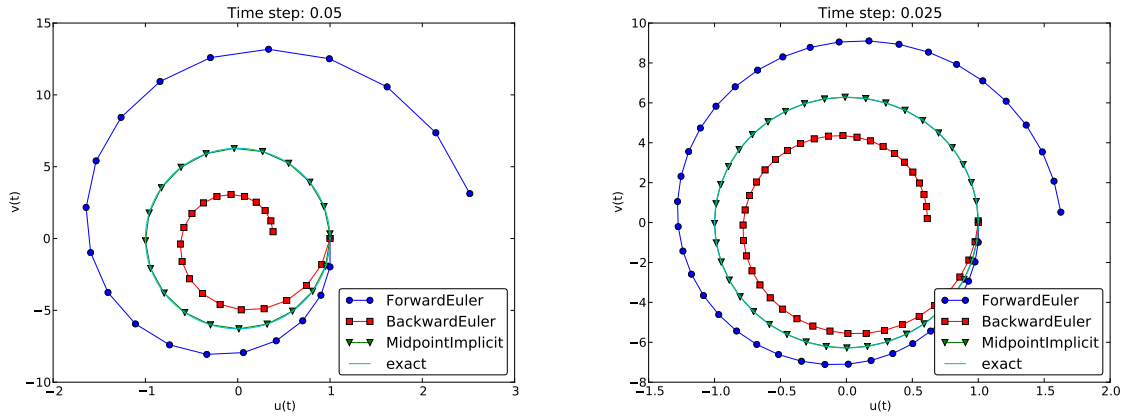 Time step: 0.05
15
10
5
0
−5
−10
v(t)
−2
−1
0
1
2
3
u(t)
ForwardEuler
BackwardEuler
MidpointImplicit
exact
Time step: 0.025
10
8
6
4
2
0
−2
−4
−6
−8
v(t)
−1.5
−1.0
−0.5
0.0
0.5
1.0
1.5
2.0
u(t)
ForwardEuler
BackwardEuler
MidpointImplicit
exact